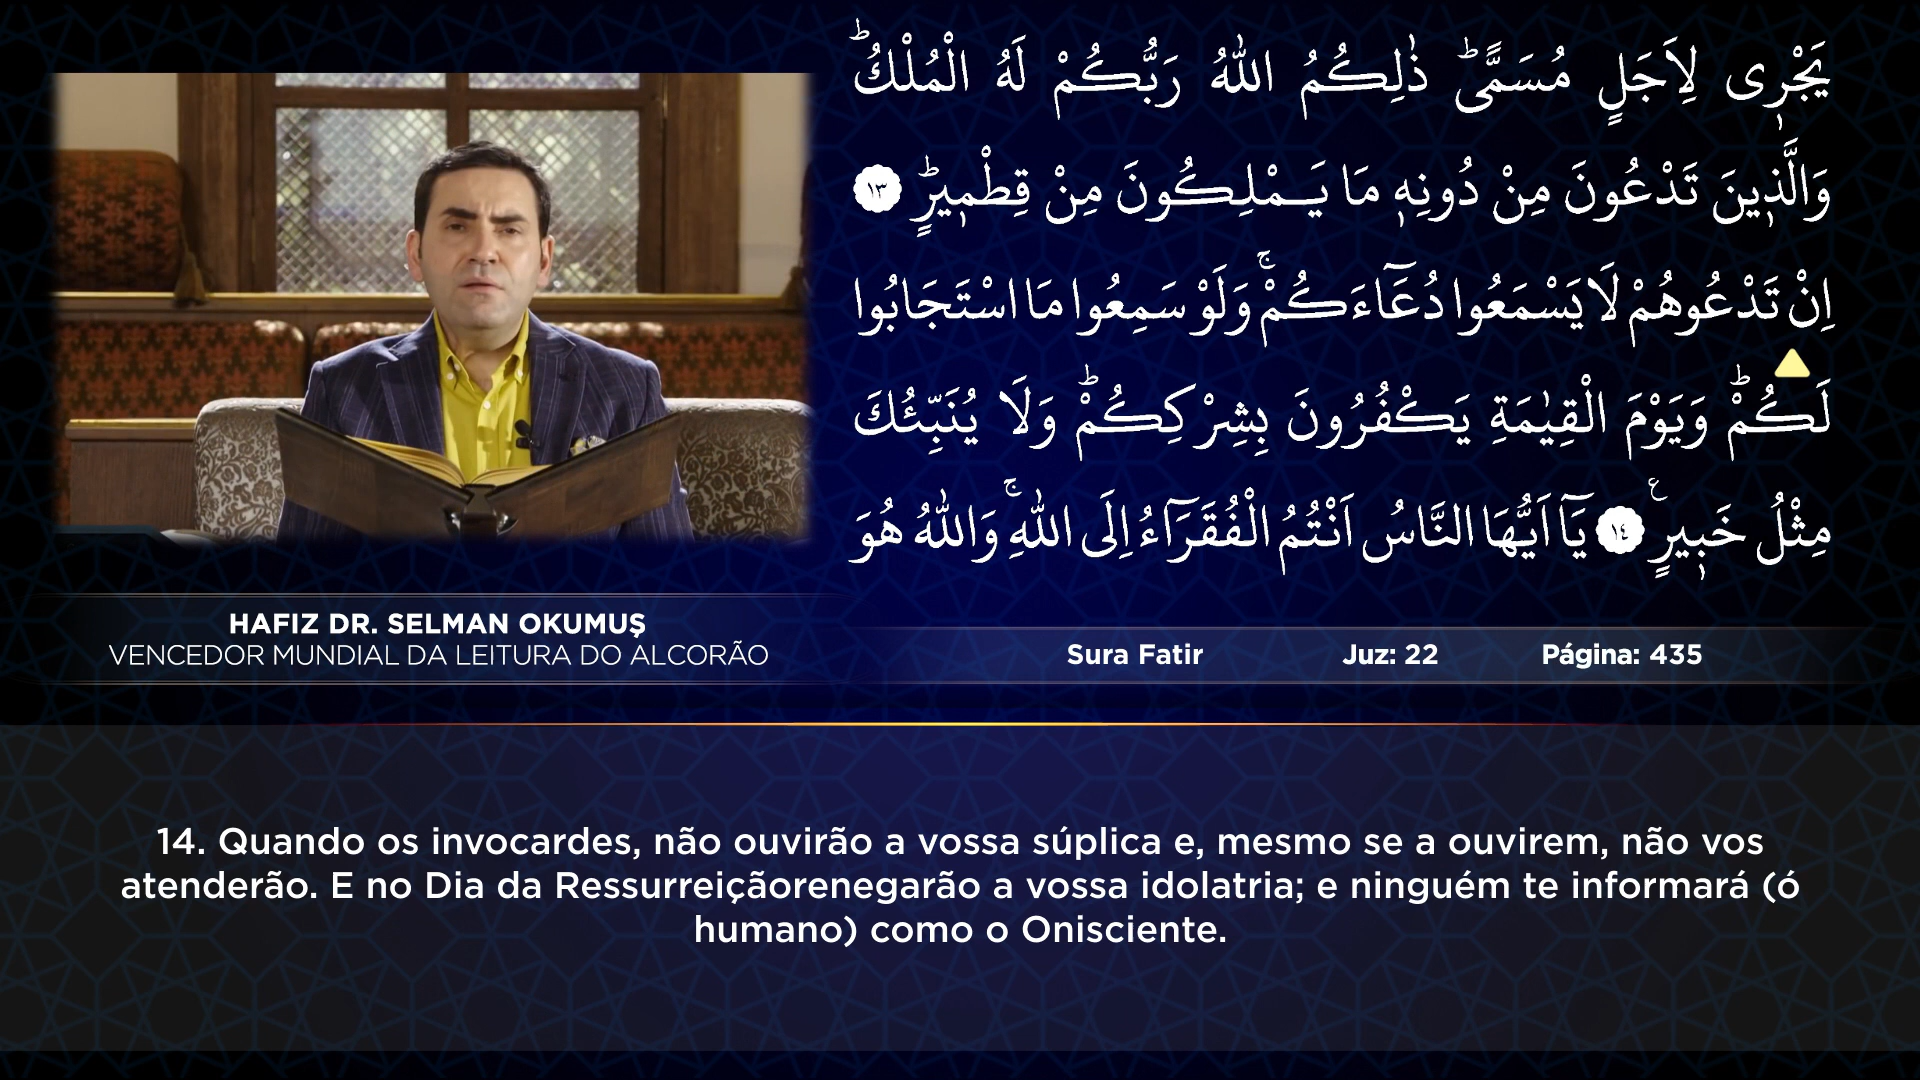 يَجْرِى لِاَجَلٍ مُسَمًّىۜ ذٰلِكُمُ اللّٰهُ رَبُّكُمْ لَهُ الْمُلْكُۜ
وَالَّذ۪ينَ تَدْعُونَ مِنْ دُونِه۪ مَا يَمْلِكُونَ مِنْ قِطْم۪يرٍۜ ١٣
اِنْ تَدْعُوهُمْ لَا يَسْمَعُوا دُعَٓاءَكُمْۚ وَلَوْ سَمِعُوا مَا اسْتَجَابُوا
لَكُمْۜ وَيَوْمَ الْقِيٰمَةِ يَكْفُرُونَ بِشِرْكِكُمْۜ وَلَا يُنَبِّئُكَ
مِثْلُ خَب۪يرٍ ع ١٤ يَٓا اَيُّهَا النَّاسُ اَنْتُمُ الْفُقَرَٓاءُ اِلَى اللّٰهِۚ وَاللّٰهُ هُوَ
HAFIZ DR. SELMAN OKUMUŞ
VENCEDOR MUNDIAL DA LEITURA DO ALCORÃO
Sura Fatir Juz: 22 Página: 435
14. Quando os invocardes, não ouvirão a vossa súplica e, mesmo se a ouvirem, não vos
atenderão. E no Dia da Ressurreiçãorenegarão a vossa idolatria; e ninguém te informará (ó
humano) como o Onisciente.